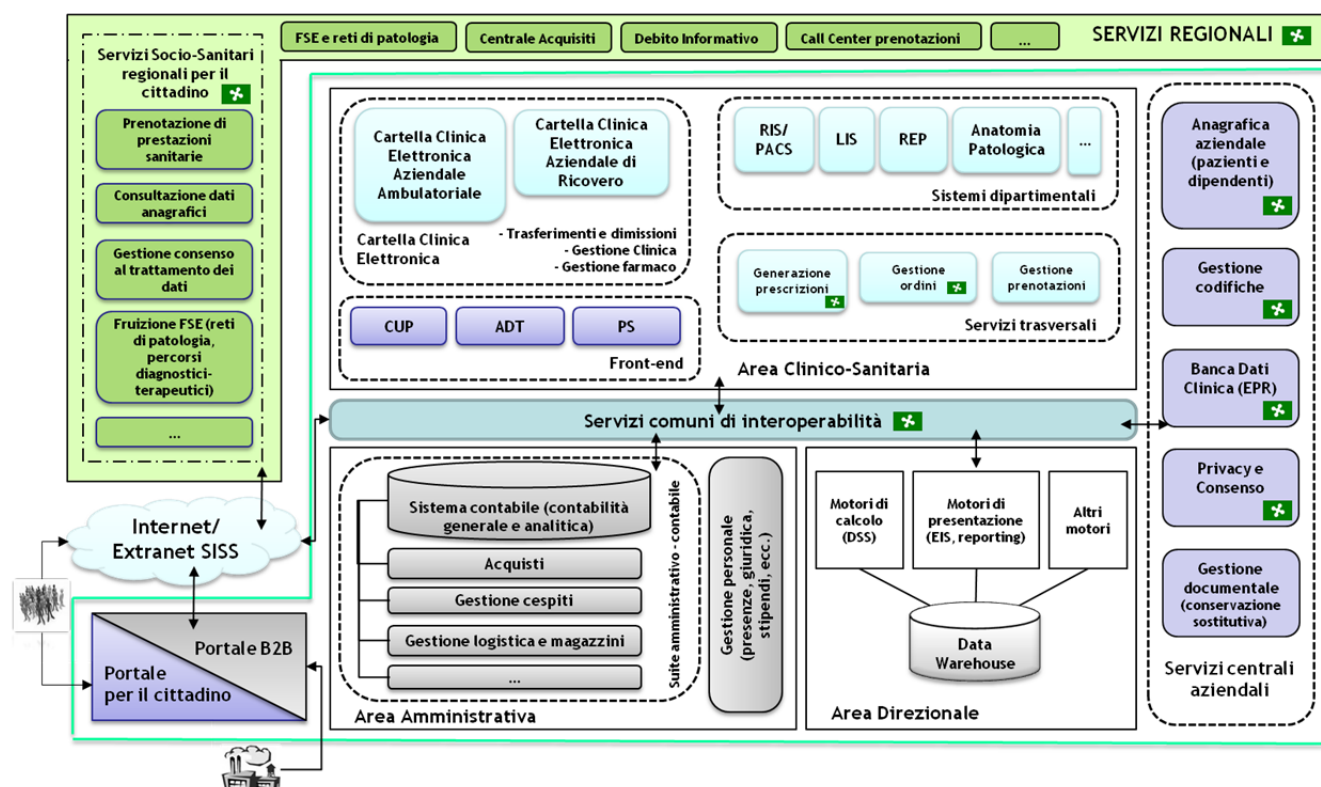 FSE e reti di patologia
Centrale Acquisiti
Debito Informativo
Call Center prenotazioni
...
SERVIZI REGIONALI
Servizi Socio-Sanitari
regionali per il
cittadino
Prenotazione di
prestazioni
sanitarie
Consultazione dati
anagrafici
Gestione consenso
al trattamento dei
dati
Fruizione FSE (reti
di patologia,
percorsi
diagnostici-
terapeutici)
...
Cartella Clinica
Elettronica
Aziendale
Ambulatoriale
Cartella Clinica
Elettronica
Aziendale di
Ricovero
Cartella Clinica
Elettronica
- Trasferimenti e dimissioni
- Gestione Clinica
- Gestione farmaco
RIS/
PACS
LIS
REP
Anatomia
Patologica
...
Sistemi dipartimentali
Generazione
prescrizioni
Gestione
ordini
Gestione
prenotazioni
Servizi trasversali
CUP
ADT
PS
Front-end
Area Clinico-Sanitaria
Servizi comuni di interoperabilità
Anagrafica
aziendale
(pazienti e
dipendenti)
Gestione
codifiche
Banca Dati
Clinica (EPR)
Privacy e
Consenso
Gestione
documentale
(conservazione
sostitutiva)
Servizi centrali
aziendali
Internet/
Extranet SISS
Portale B2B
Portale
per il cittadino
Sistema contabile (contabilità
generale e analitica)
Acquisti
Gestione cespiti
Gestione logistica e magazzini
...
Suite amministrativo - contabile
Gestione personale
(presenze, giuridica,
stipendi, ecc.)
Area Amministrativa
Motori di
calcolo
(DSS)
Motori di
presentazione
(EIS, reporting)
Altri
motori
Data
Warehouse
Area Direzionale